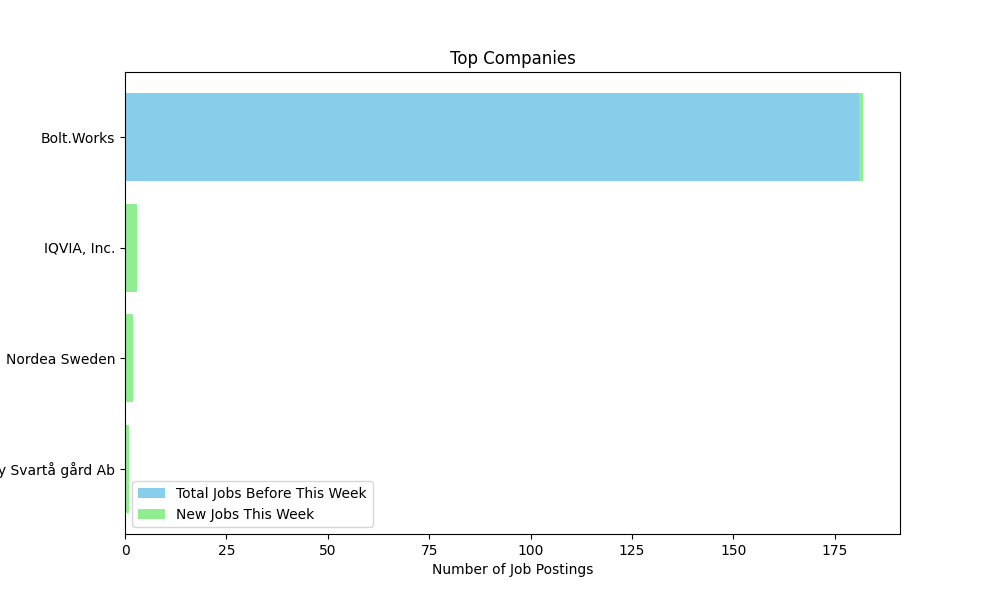 Top Companies
Bolt.Works
IQVIA, Inc.
Nordea Sweden
y Svartå gård Ab
Total Jobs Before This Week
New Jobs This Week
0 25 50 75 100 125 150 175
Number of Job Postings